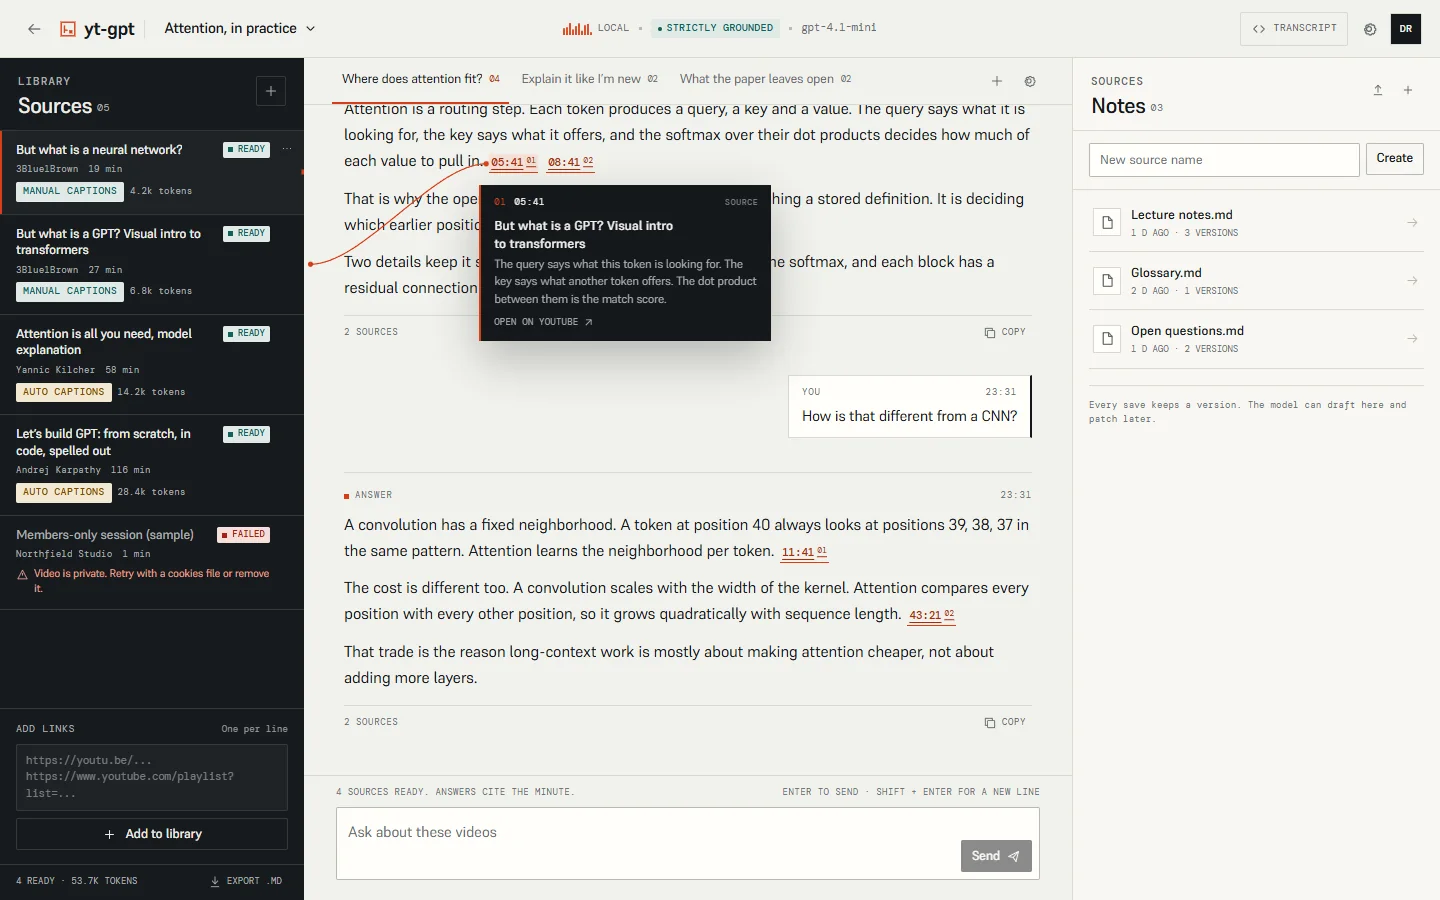 yt-gpt
Attention, in practice
LOCAL • STRICTLY GROUNDED • gpt-4.1-mini
TRANSCRIPT
DR
LIBRARY
Sources 05
But what is a neural network?
READY
3Blue1Brown 19 min
MANUAL CAPTIONS 4.2k tokens
But what is a GPT? Visual intro to
transformers
READY
3Blue1Brown 27 min
MANUAL CAPTIONS 6.8k tokens
Attention is all you need, model
explanation
READY
Yannic Kilcher 58 min
AUTO CAPTIONS 14.2k tokens
Let's build GPT: from scratch, in
code, spelled out
READY
Andrej Karpathy 116 min
AUTO CAPTIONS 28.4k tokens
Members-only session (sample)
FAILED
Northfield Studio 1 min
Video is private. Retry with a cookies file or remove
it.
ADD LINKS
One per line
https://youtu.be/...
https://www.youtube.com/playlist?
list=...
Add to library
4 READY · 53.7K TOKENS
EXPORT .MD
Where does attention fit? 04
Explain it like I'm new 02
What the paper leaves open 02
Attention is a routing step. Each token produces a query, a key and a value. The query says what it is
looking for, the key says what it offers, and the softmax over their dot products decides how much of
each value to pull in. 05:41 01 08:41 02
That is why the ope
hing a stored definition. It is deciding
which earlier positic
Two details keep it s
he softmax, and each block has a
residual connection
01 05:41
SOURCE
But what is a GPT? Visual intro
to transformers
The query says what this token is looking for. The
key says what another token offers. The dot product
between them is the match score.
OPEN ON YOUTUBE
2 SOURCES
COPY
YOU
23:31
How is that different from a CNN?
ANSWER
23:31
A convolution has a fixed neighborhood. A token at position 40 always looks at positions 39, 38, 37 in
the same pattern. Attention learns the neighborhood per token. 11:41 01
The cost is different too. A convolution scales with the width of the kernel. Attention compares every
position with every other position, so it grows quadratically with sequence length. 43:21 02
That trade is the reason long-context work is mostly about making attention cheaper, not about
adding more layers.
2 SOURCES
COPY
4 SOURCES READY. ANSWERS CITE THE MINUTE.
ENTER TO SEND · SHIFT + ENTER FOR A NEW LINE
Ask about these videos
Send
SOURCES
Notes 03
New source name
Create
Lecture notes.md
1 D AGO · 3 VERSIONS
Glossary.md
2 D AGO · 1 VERSIONS
Open questions.md
1 D AGO · 2 VERSIONS
Every save keeps a version. The model can draft here and
patch later.